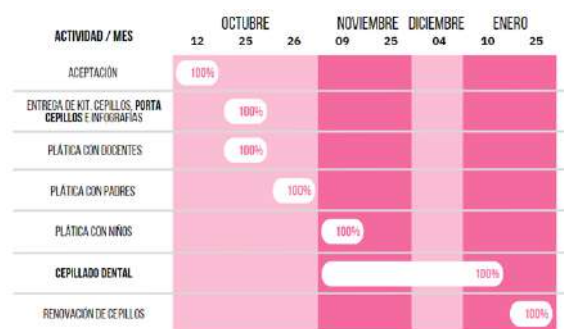 ACTIVIDAD / MES
OCTUBRE NOVIEMBRE DICIEMBRE ENERO
12 25 26 09 25 04 10 25
ACEPTACIÓN 100%
ENTREGA DE KIT. CEPILLOS, PORTA
CEPILLOS E INFOGRAFÍAS 100%
PLÁTICA CON DOCENTES 100%
PLÁTICA CON PADRES 100%
PLÁTICA CON NIÑOS 100%
CEPILLADO DENTAL 100%
RENOVACIÓN DE CEPILLOS 100%